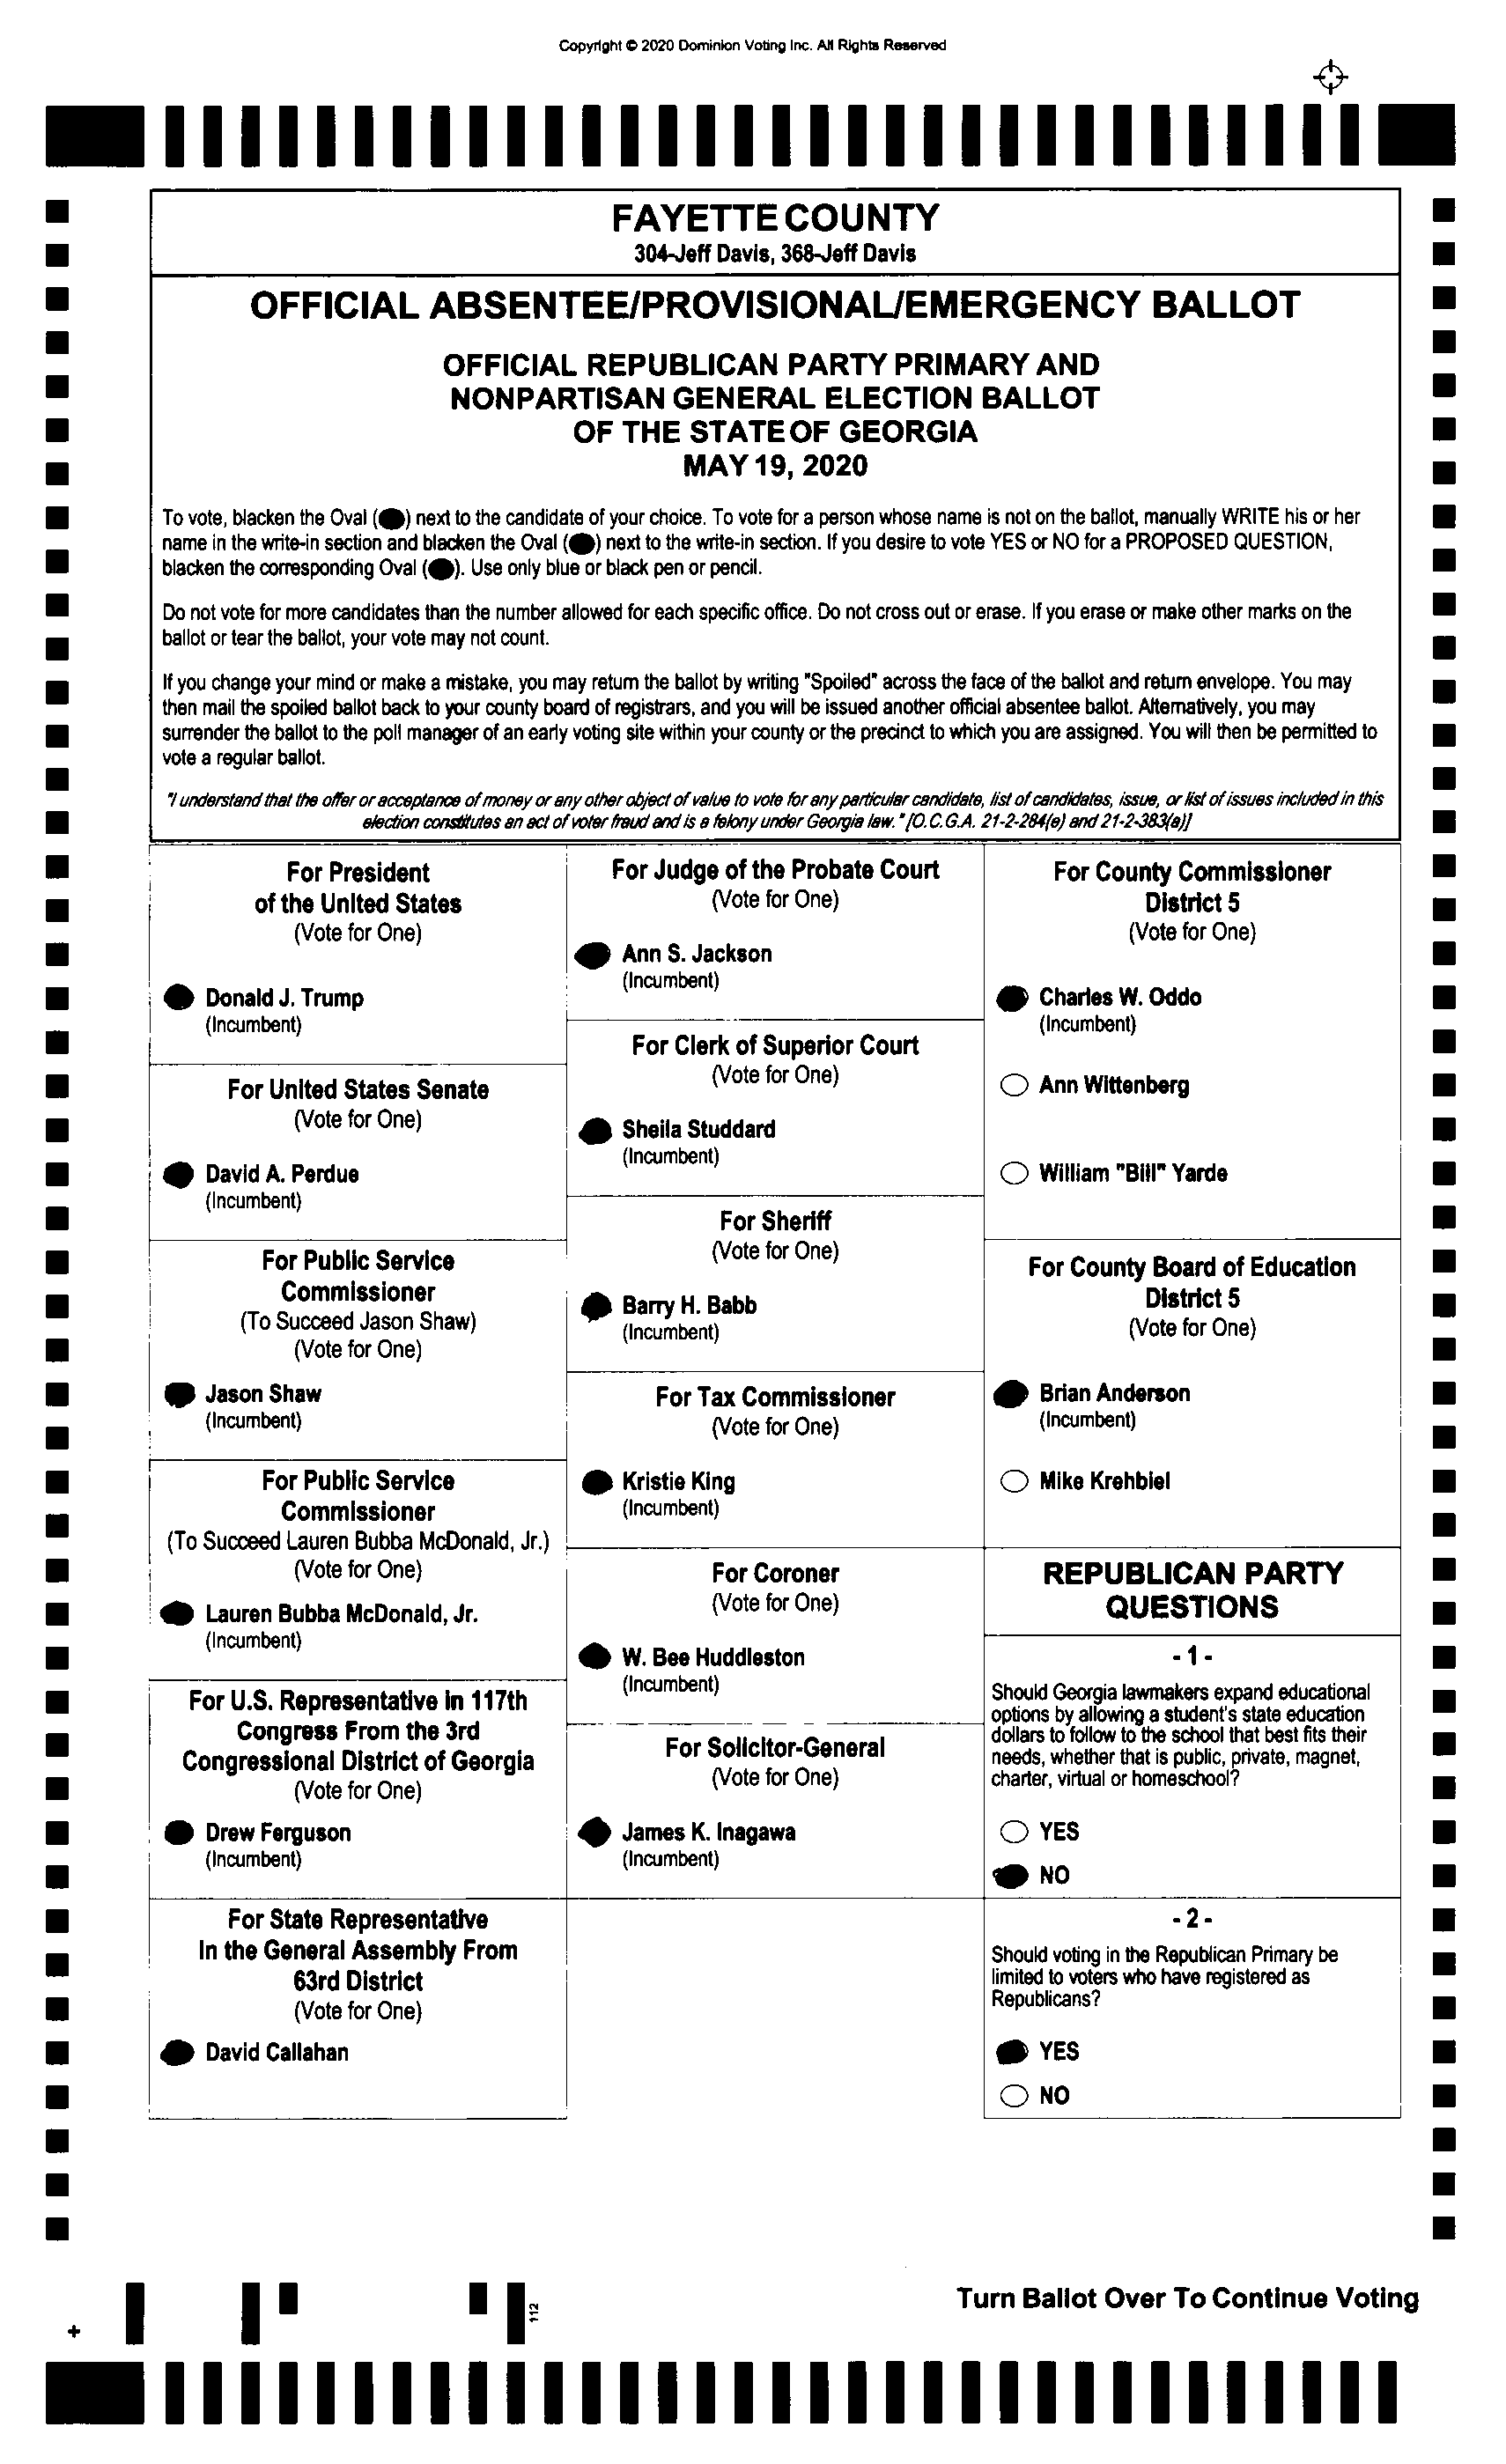 Copyright © 2020 Dominion Voting Inc. All Rights Reserved
FAYETTE COUNTY
304-Jeff Davis, 368-Jeff Davis
OFFICIAL ABSENTEE/PROVISIONAL/EMERGENCY BALLOT
OFFICIAL REPUBLICAN PARTY PRIMARY AND
NONPARTISAN GENERAL ELECTION BALLOT
OF THE STATE OF GEORGIA
MAY 19, 2020
To vote, blacken the Oval (●) next to the candidate of your choice. To vote for a person whose name is not on the ballot, manually WRITE his or her
name in the write-in section and blacken the Oval (●) next to the write-in section. If you desire to vote YES or NO for a PROPOSED QUESTION,
blacken the corresponding Oval (●). Use only blue or black pen or pencil.
Do not vote for more candidates than the number allowed for each specific office. Do not cross out or erase. If you erase or make other marks on the
ballot or tear the ballot, your vote may not count.
If you change your mind or make a mistake, you may return the ballot by writing "Spoiled" across the face of the ballot and return envelope. You may
then mail the spoiled ballot back to your county board of registrars, and you will be issued another official absentee ballot. Alternatively, you may
surrender the ballot to the poll manager of an early voting site within your county or the precinct to which you are assigned. You will then be permitted to
vote a regular ballot.
"I understand that the offer or acceptance of money or any other object of value to vote for any particular candidate, list of candidates, issue, or list of issues included in this
election constitutes an act of voter fraud and is a felony under Georgia law." [O.C.G.A. 21-2-284(e) and 21-2-383(a)]
For President
of the United States
(Vote for One)
Donald J. Trump
(Incumbent)
For United States Senate
(Vote for One)
David A. Perdue
(Incumbent)
For Public Service
Commissioner
(To Succeed Jason Shaw)
(Vote for One)
Jason Shaw
(Incumbent)
For Public Service
Commissioner
(To Succeed Lauren Bubba McDonald, Jr.)
(Vote for One)
Lauren Bubba McDonald, Jr.
(Incumbent)
For U.S. Representative in 117th
Congress From the 3rd
Congressional District of Georgia
(Vote for One)
Drew Ferguson
(Incumbent)
For State Representative
In the General Assembly From
63rd District
(Vote for One)
David Callahan
For Judge of the Probate Court
(Vote for One)
Ann S. Jackson
(Incumbent)
For Clerk of Superior Court
(Vote for One)
Sheila Studdard
(Incumbent)
For Sheriff
(Vote for One)
Barry H. Babb
(Incumbent)
For Tax Commissioner
(Vote for One)
Kristie King
(Incumbent)
For Coroner
(Vote for One)
W. Bee Huddleston
(Incumbent)
For Solicitor-General
(Vote for One)
James K. Inagawa
(Incumbent)
For County Commissioner
District 5
(Vote for One)
Charles W. Oddo
(Incumbent)
Ann Wittenberg
William "Bill" Yarde
For County Board of Education
District 5
(Vote for One)
Brian Anderson
(Incumbent)
Mike Krehbiel
REPUBLICAN PARTY
QUESTIONS
- 1 -
Should Georgia lawmakers expand educational
options by allowing a student's state education
dollars to follow to the school that best fits their
needs, whether that is public, private, magnet,
charter, virtual or homeschool?
YES
NO
- 2 -
Should voting in the Republican Primary be
limited to voters who have registered as
Republicans?
YES
NO
Turn Ballot Over To Continue Voting
112
+